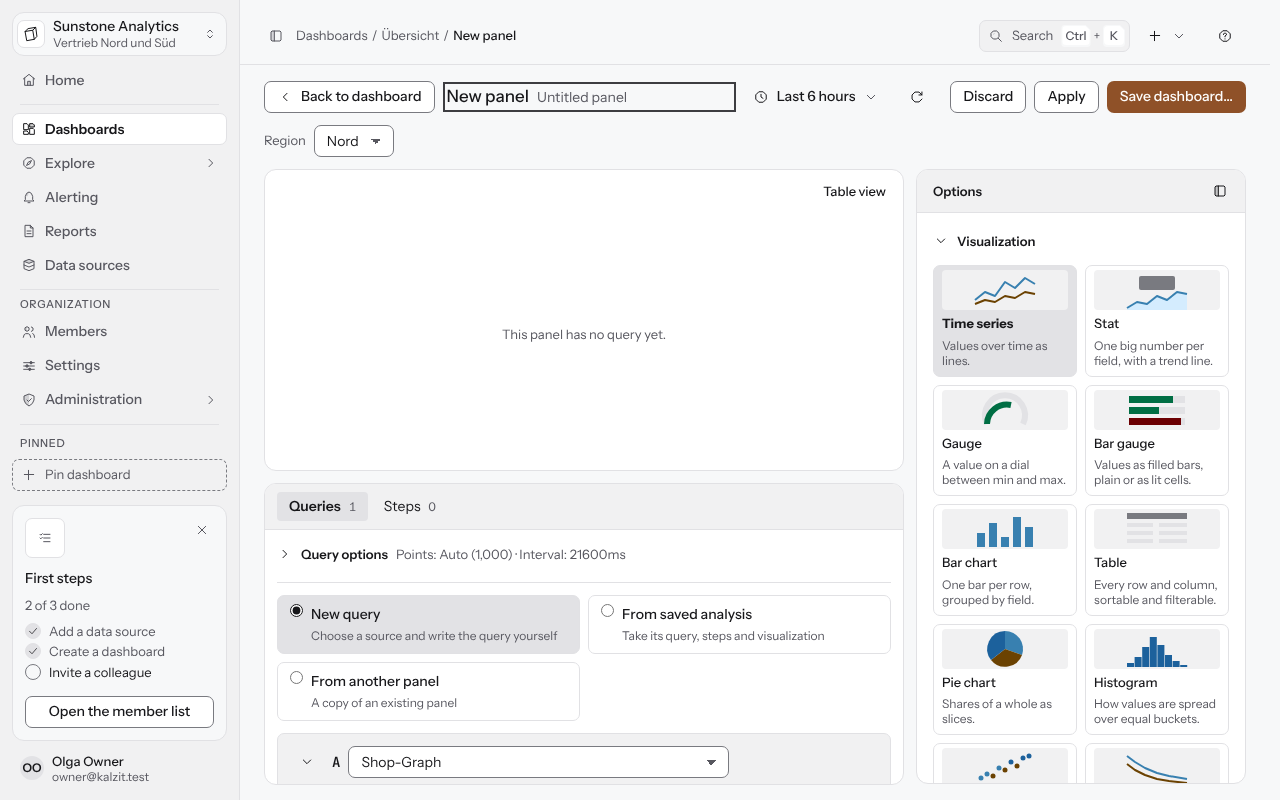 Sunstone Analytics
Vertrieb Nord und Süd
Home
Dashboards
Explore
Alerting
Reports
Data sources
ORGANIZATION
Members
Settings
Administration
PINNED
Pin dashboard
First steps
2 of 3 done
Add a data source
Create a dashboard
Invite a colleague
Open the member list
OO
Olga Owner
owner@kalzit.test
Dashboards / Übersicht / New panel
Search Ctrl + K
Back to dashboard
New panel Untitled panel
Last 6 hours
Discard
Apply
Save dashboard...
Region
Nord
Table view
This panel has no query yet.
Queries 1
Steps 0
Query options Points: Auto (1,000) · Interval: 21600ms
New query
Choose a source and write the query yourself
From saved analysis
Take its query, steps and visualization
From another panel
A copy of an existing panel
A
Shop-Graph
Options
Visualization
Time series
Values over time as
lines.
Stat
One big number per
field, with a trend line.
Gauge
A value on a dial
between min and max.
Bar gauge
Values as filled bars,
plain or as lit cells.
Bar chart
One bar per row,
grouped by field.
Table
Every row and column,
sortable and filterable.
Pie chart
Shares of a whole as
slices.
Histogram
How values are spread
over equal buckets.